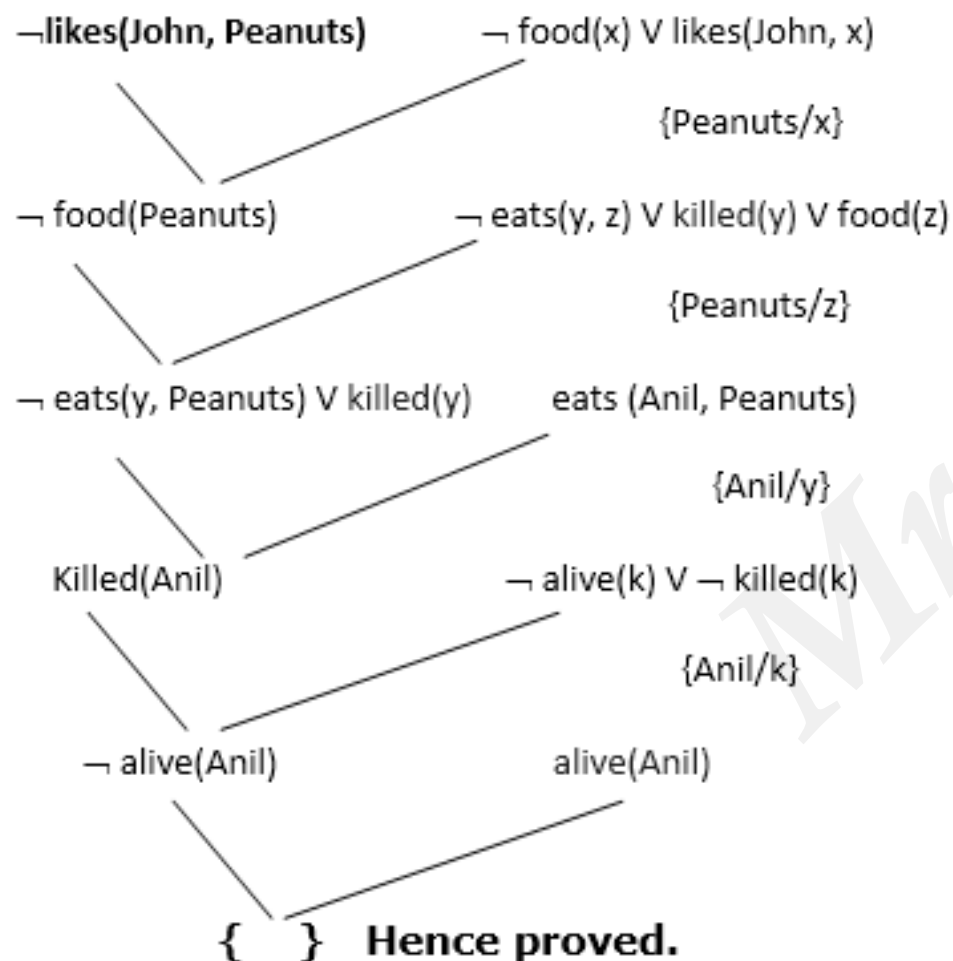 ¬likes(John, Peanuts) ¬ food(x) V likes(John, x)
{Peanuts/x}
¬ food(Peanuts) ¬ eats(y, z) V killed(y) V food(z)
{Peanuts/z}
¬ eats(y, Peanuts) V killed(y) eats (Anil, Peanuts)
{Anil/y}
Killed(Anil) ¬ alive(k) V ¬ killed(k)
{Anil/k}
¬ alive(Anil) alive(Anil)
{ } Hence proved.
Mr